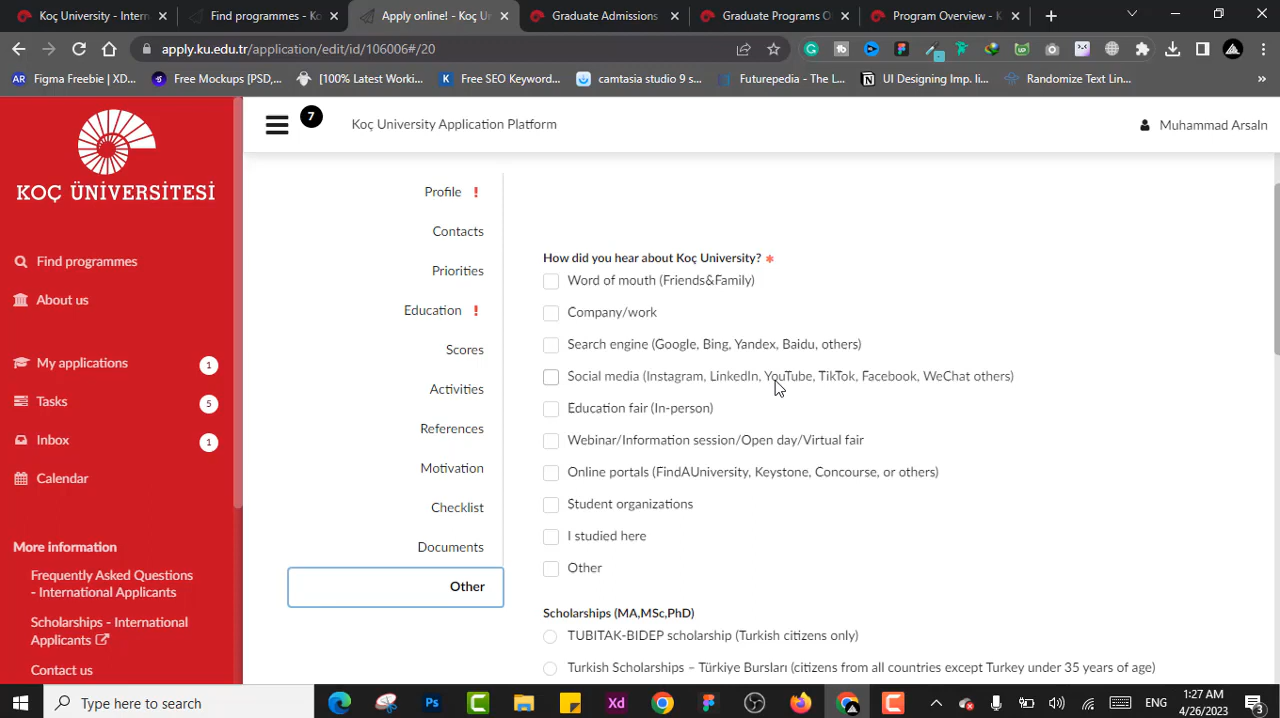 Koç University - Intern
Find programmes - Ko
Apply online! - Koç U
Graduate Admissions
Graduate Programs O
Program Overview - K
apply.ku.edu.tr/application/edit/id/106006#/20
Figma Freebie | XD...
Free Mockups [PSD,...
[100% Latest Worki...
Free SEO Keyword...
camtasia studio 9 s...
Futurepedia - The L...
UI Designing Imp. li...
Randomize Text Lin...
KOÇ ÜNİVERSİTESİ
7
Koç University Application Platform
Muhammad Arsaln
Find programmes
About us
My applications 1
Tasks 5
Inbox 1
Calendar
More information
Frequently Asked Questions
- International Applicants
Scholarships - International
Applicants
Contact us
Profile !
Contacts
Priorities
Education !
Scores
Activities
References
Motivation
Checklist
Documents
Other
How did you hear about Koç University? *
Word of mouth (Friends&Family)
Company/work
Search engine (Google, Bing, Yandex, Baidu, others)
Social media (Instagram, LinkedIn, YouTube, TikTok, Facebook, WeChat others)
Education fair (In-person)
Webinar/Information session/Open day/Virtual fair
Online portals (FindAUniversity, Keystone, Concourse, or others)
Student organizations
I studied here
Other
Scholarships (MA,MSc,PhD)
TUBITAK-BIDEP scholarship (Turkish citizens only)
Turkish Scholarships – Türkiye Bursları (citizens from all countries except Turkey under 35 years of age)
Type here to search
ENG
1:27 AM
4/26/2023
3